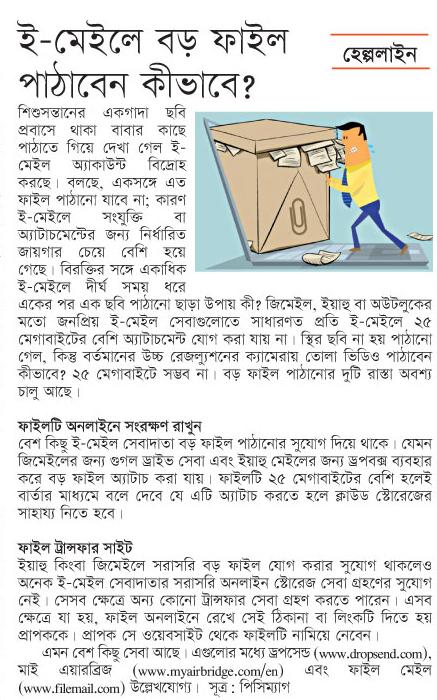 ই-মেইলে বড় ফাইল
পাঠাবেন কীভাবে?
হেল্পলাইন
শিশুসন্তানের একগাদা ছবি
প্রবাসে থাকা বাবার কাছে
পাঠাতে গিয়ে দেখা গেল ই-
মেইল অ্যাকাউন্ট বিদ্রোহ
করছে। বলছে, একসঙ্গে এত
ফাইল পাঠানো যাবে না; কারণ
ই-মেইলে সংযুক্তি বা
অ্যাটাচমেন্টের জন্য নির্ধারিত
জায়গার চেয়ে বেশি হয়ে
গেছে। বিরক্তির সঙ্গে একাধিক
ই-মেইলে দীর্ঘ সময় ধরে
একের পর এক ছবি পাঠানো ছাড়া উপায় কী? জিমেইল, ইয়াহু বা অউটলুকের
মতো জনপ্রিয় ই-মেইল সেবাগুলোতে সাধারণত প্রতি ই-মেইলে ২৫
মেগাবাইটের বেশি অ্যাটাচমেন্ট যোগ করা যায় না। স্থির ছবি না হয় পাঠানো
গেল, কিন্তু বর্তমানের উচ্চ রেজল্যুশনের ক্যামেরায় তোলা ভিডিও পাঠাবেন
কীভাবে? ২৫ মেগাবাইটে সম্ভব না। বড় ফাইল পাঠানোর দুটি রাস্তা অবশ্য
চালু আছে।
ফাইলটি অনলাইনে সংরক্ষণ রাখুন
বেশ কিছু ই-মেইল সেবাদাতা বড় ফাইল পাঠানোর সুযোগ দিয়ে থাকে। যেমন
জিমেইলের জন্য গুগল ড্রাইভ সেবা এবং ইয়াহু মেইলের জন্য ড্রপবক্স ব্যবহার
করে বড় ফাইল অ্যাটাচ করা যায়। ফাইলটি ২৫ মেগাবাইটের বেশি হলেই
বার্তার মাধ্যমে বলে দেবে যে এটি অ্যাটাচ করতে হলে ক্লাউড স্টোরেজের
সাহায্য নিতে হবে।
ফাইল ট্রান্সফার সাইট
ইয়াহু কিংবা জিমেইলে সরাসরি বড় ফাইল যোগ করার সুযোগ থাকলেও
অনেক ই-মেইল সেবাদাতার সরাসরি অনলাইন স্টোরেজ সেবা গ্রহণের সুযোগ
নেই। সেসব ক্ষেত্রে অন্য কোনো ট্রান্সফার সেবা গ্রহণ করতে পারেন। এসব
ক্ষেত্রে যা হয়, ফাইল অনলাইনে রেখে সেই ঠিকানা বা লিংকটি দিতে হয়
প্রাপককে। প্রাপক সে ওয়েবসাইট থেকে ফাইলটি নামিয়ে নেবেন।
এমন বেশ কিছু সেবা আছে। এগুলোর মধ্যে ড্রপসেন্ড (www.dropsend.com),
মাই এয়ারব্রিজ (www.myairbridge.com/en) এবং ফাইল মেইল
(www.filemail.com) উল্লেখযোগ্য। সূত্র : পিসিম্যাগ